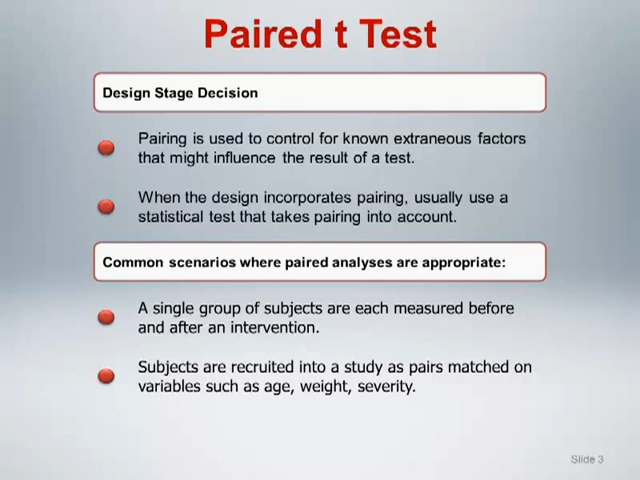 Paired t Test
Design Stage Decision
Pairing is used to control for known extraneous factors
that might influence the result of a test.
When the design incorporates pairing, usually use a
statistical test that takes pairing into account.
Common scenarios where paired analyses are appropriate:
A single group of subjects are each measured before
and after an intervention.
Subjects are recruited into a study as pairs matched on
variables such as age, weight, severity.
Slide 3